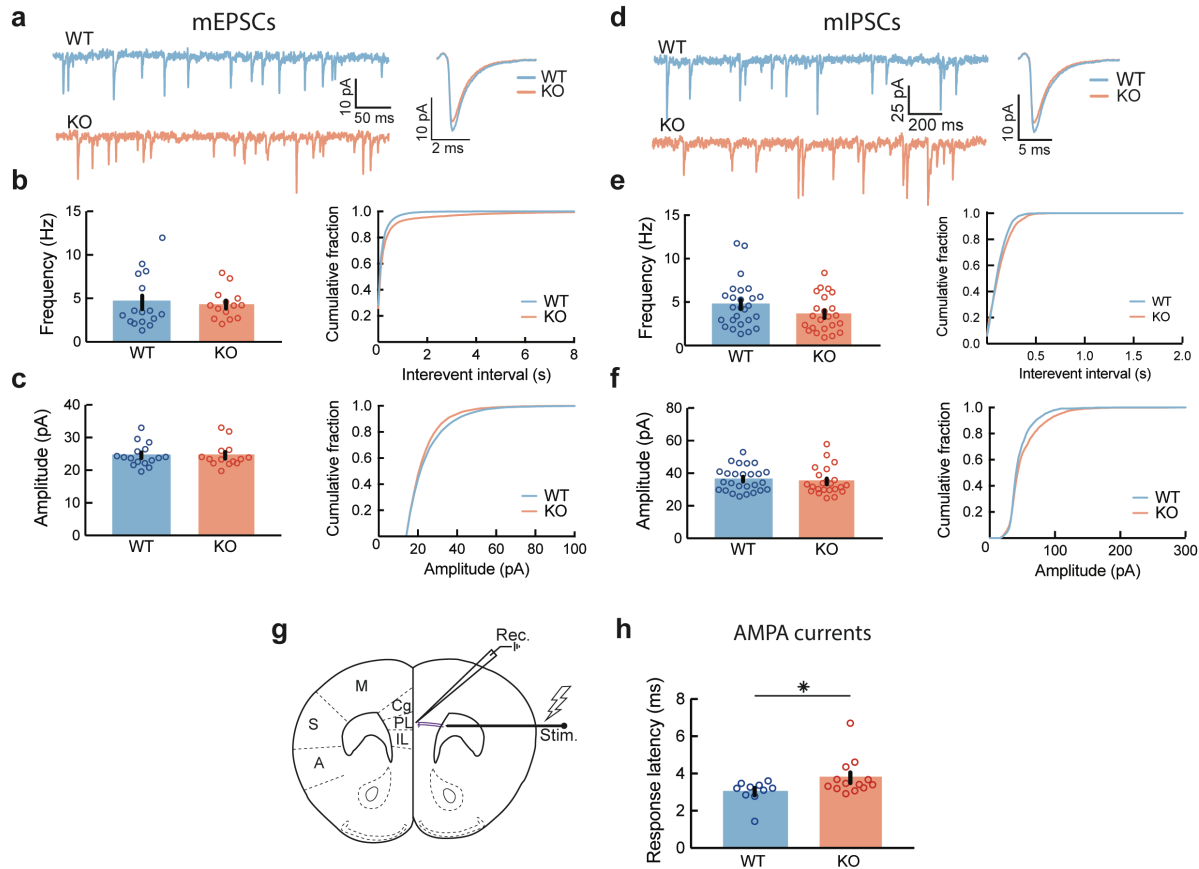 a
mEPSCs
WT
KO
10 pA
50 ms
WT
KO
10 pA
2 ms
d
mIPSCs
WT
KO
25 pA
200 ms
WT
KO
10 pA
5 ms
b
Frequency (Hz)
15
10
5
0
WT
KO
Cumulative fraction
1.0
0.8
0.6
0.4
0.2
0
2
4
6
8
Interevent interval (s)
WT
KO
e
Frequency (Hz)
15
10
5
0
WT
KO
Cumulative fraction
1.0
0.8
0.6
0.4
0.2
0.0
0.5
1.0
1.5
2.0
Interevent interval (s)
WT
KO
c
Amplitude (pA)
40
30
20
10
0
WT
KO
Cumulative fraction
1.0
0.8
0.6
0.4
0.2
0
20
40
60
80
100
Amplitude (pA)
WT
KO
f
Amplitude (pA)
80
60
40
20
0
WT
KO
Cumulative fraction
1.0
0.8
0.6
0.4
0.2
0
100
200
300
Amplitude (pA)
WT
KO
g
Rec.
M
Cg
S
PL
IL
A
Stim.
h
AMPA currents
Response latency (ms)
8
6
4
2
0
*
WT
KO